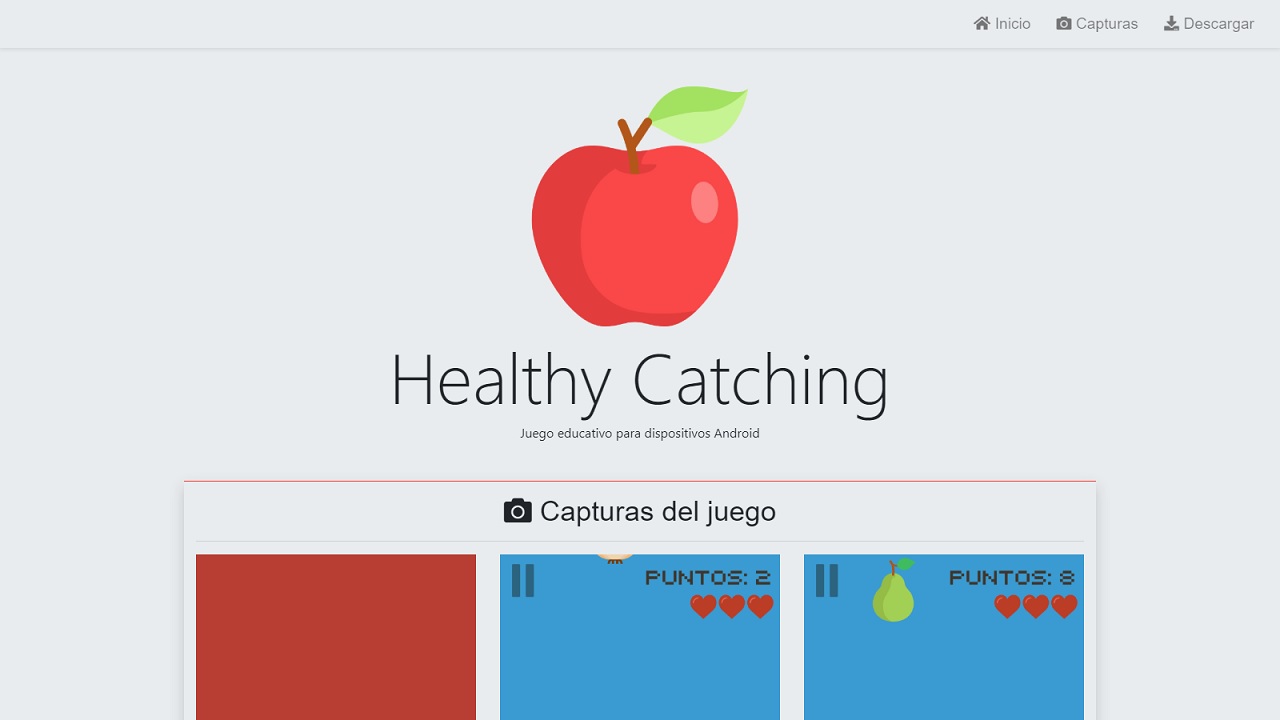 Inicio Capturas Descargar
Healthy Catching
Juego educativo para dispositivos Android
Capturas del juego
PUNTOS: 2
PUNTOS: 8